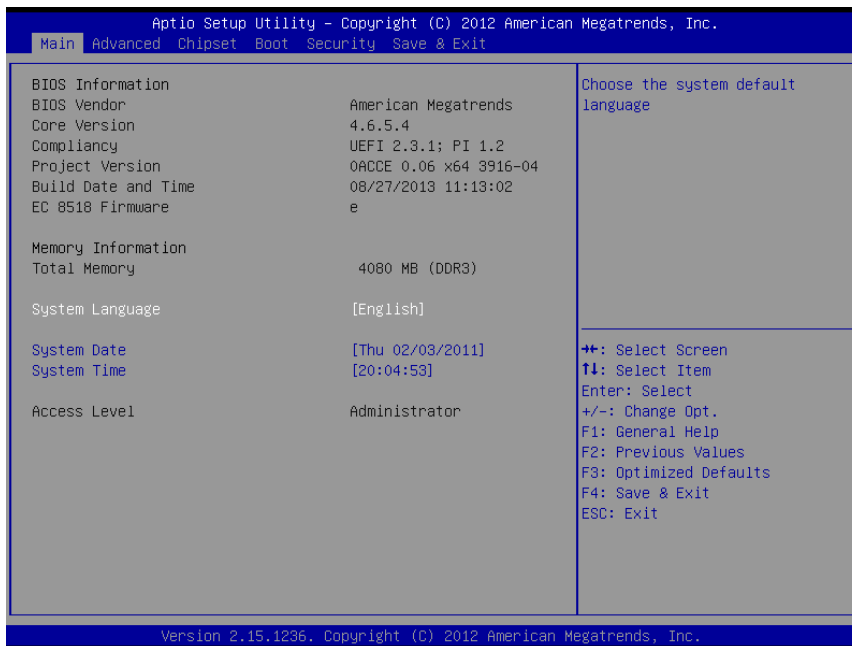 Aptio Setup Utility – Copyright (C) 2012 American Megatrends, Inc.
Main Advanced Chipset Boot Security Save & Exit
BIOS Information
BIOS Vendor American Megatrends
Core Version 4.6.5.4
Compliancy UEFI 2.3.1; PI 1.2
Project Version 0ACCE 0.06 x64 3916-04
Build Date and Time 08/27/2013 11:13:02
EC 8518 Firmware e
Memory Information
Total Memory 4080 MB (DDR3)
System Language [English]
System Date [Thu 02/03/2011]
System Time [20:04:53]
Access Level Administrator
Choose the system default
language
→←: Select Screen
↑↓: Select Item
Enter: Select
+/-: Change Opt.
F1: General Help
F2: Previous Values
F3: Optimized Defaults
F4: Save & Exit
ESC: Exit
Version 2.15.1236. Copyright (C) 2012 American Megatrends, Inc.